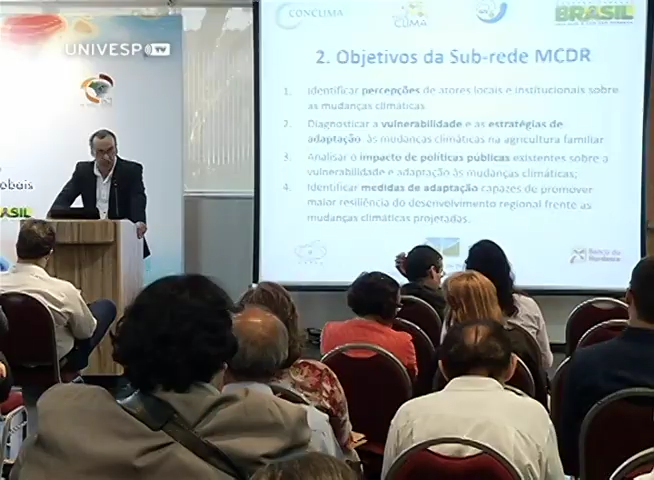 UNIVESP TV
CONCLIMA
CLIMA
BRASIL
2. Objetivos da Sub-rede MCDR
1. Identificar percepções de atores locais e institucionais sobre
as mudanças climáticas
2. Diagnosticar a vulnerabilidade e as estratégias de
adaptação às mudanças climáticas na agricultura familiar
3. Analisar o impacto de políticas públicas existentes sobre a
vulnerabilidade e adaptação às mudanças climáticas;
4. Identificar medidas de adaptação capazes de promover
maior resiliência do desenvolvimento regional frente às
mudanças climáticas projetadas.
Banco do
Nordeste
obais
ASIL